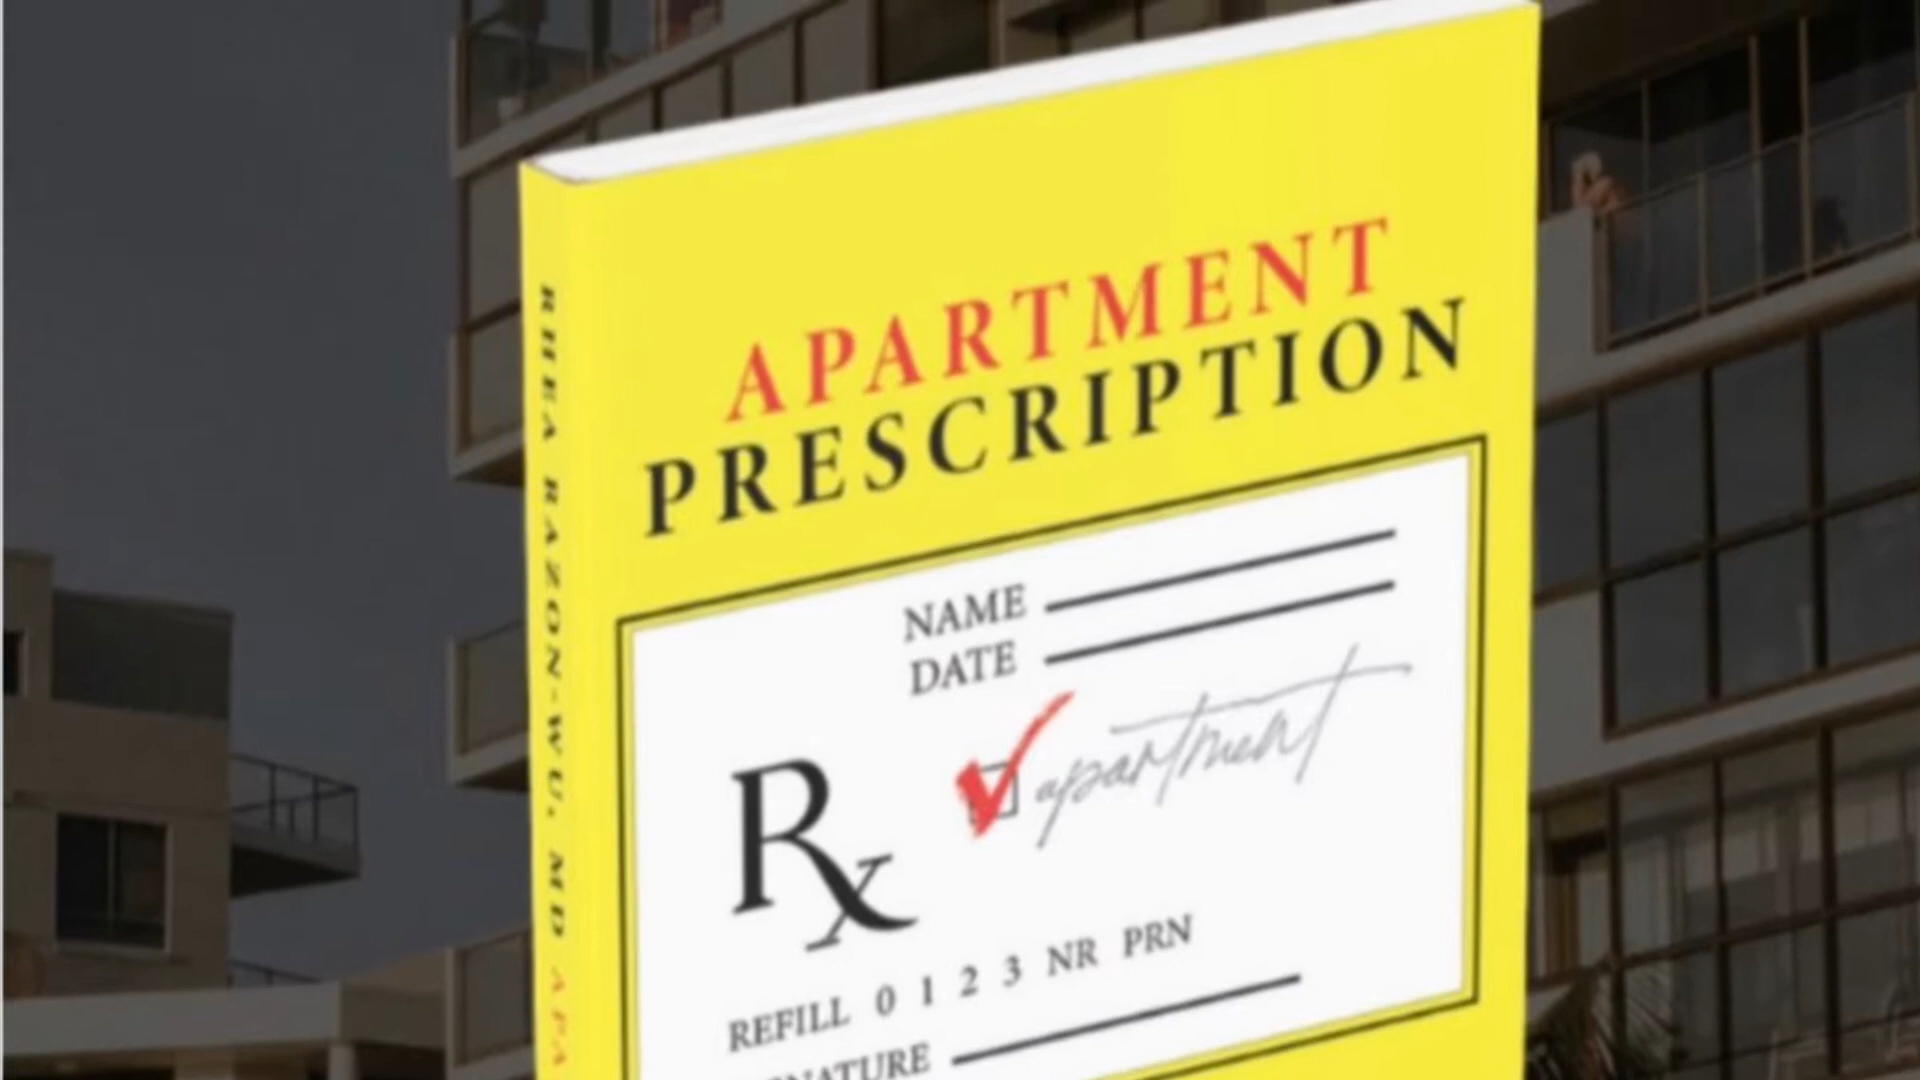 APARTMENT
PRESCRIPTION
NAME
DATE
Rx
apartment
REFILL 0 1 2 3 NR PRN
RHEA RAZON-WU, MD